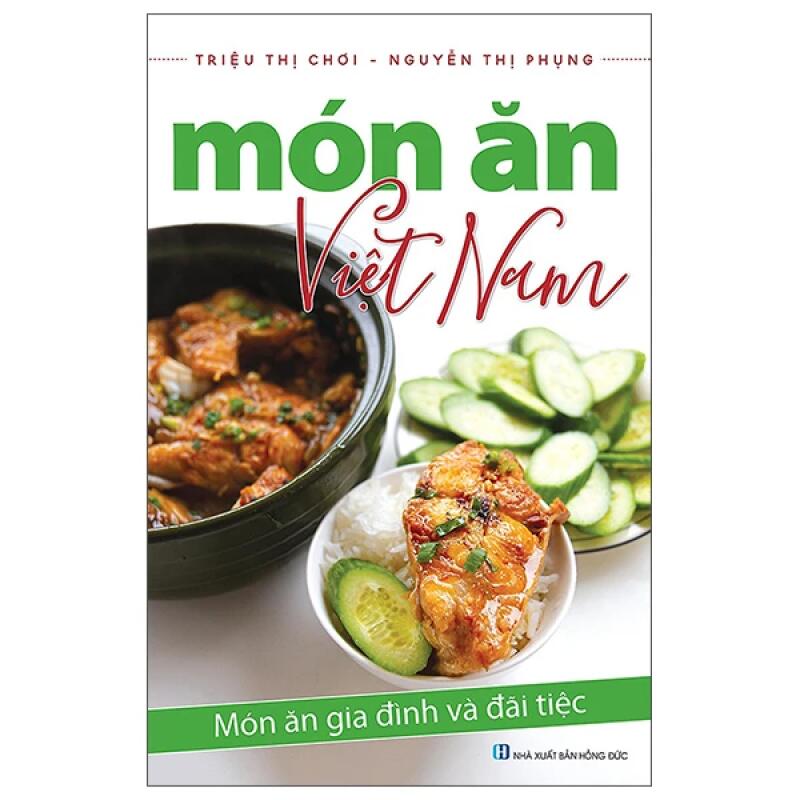 TRIỆU THỊ CHƠI - NGUYỄN THỊ PHỤNG
món ăn
Việt Nam
Món ăn gia đình và đãi tiệc
NHÀ XUẤT BẢN HỒNG ĐỨC